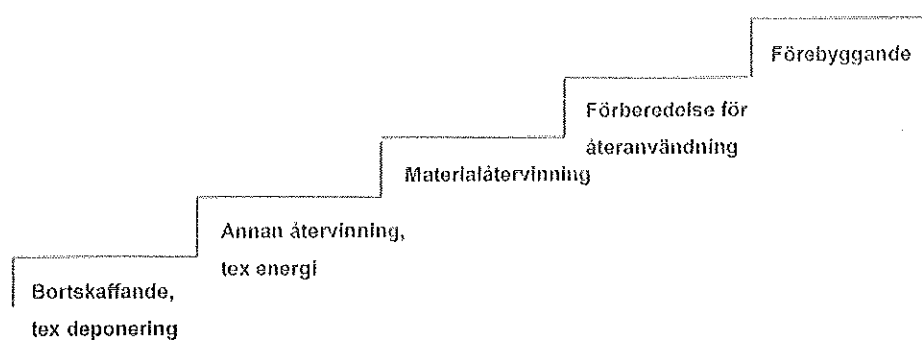 Förebyggande
Förberedelse för
återanvändning
Materialåtervinning
Annan återvinning,
tex energi
Bortskaffande,
tex deponering